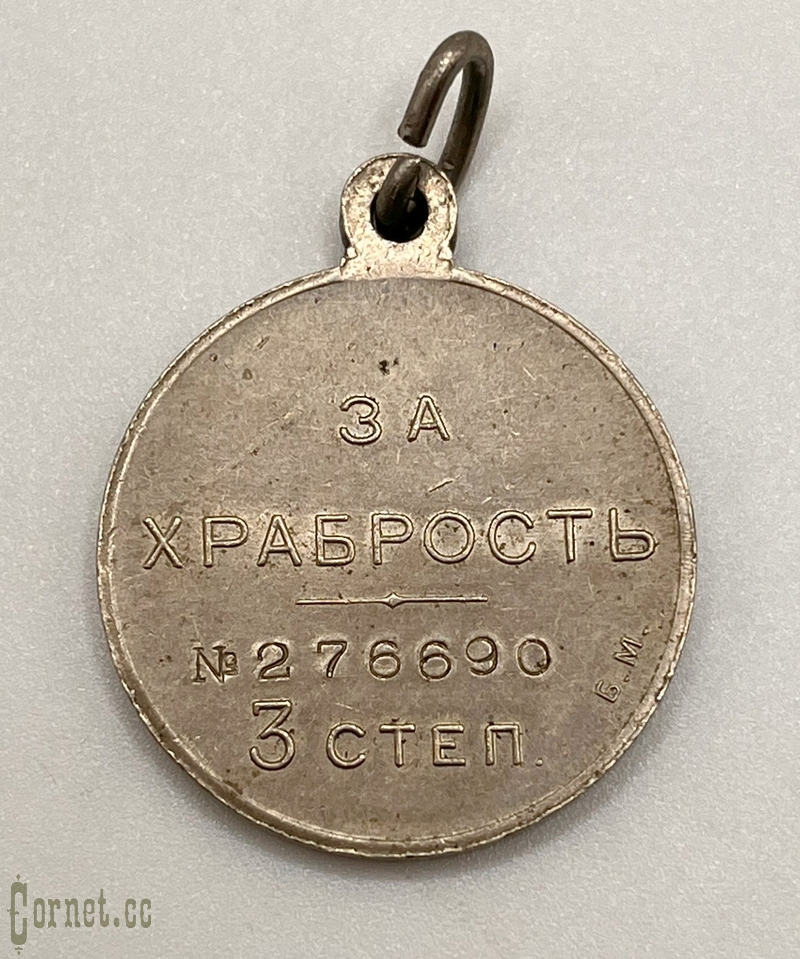 ЗА
ХРАБРОСТЬ
№276690
Б.М.
3 СТЕП.
Cornet.cc